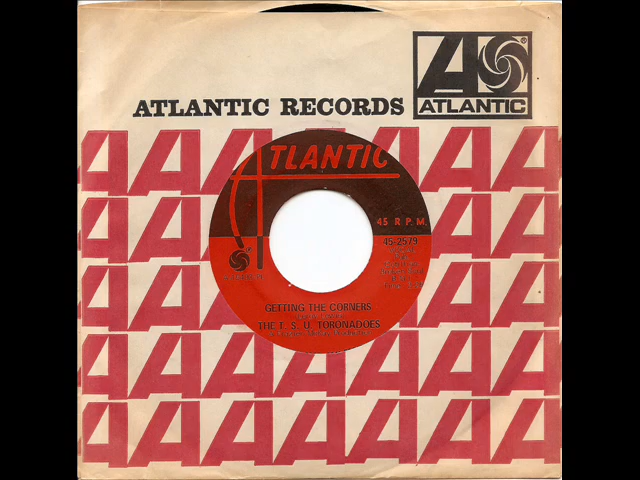 ATLANTIC RECORDS
ATLANTIC
ATLANTIC
45 R.P.M.
45-2579
GETTING THE CORNERS
THE T. S. U. TORONADOES